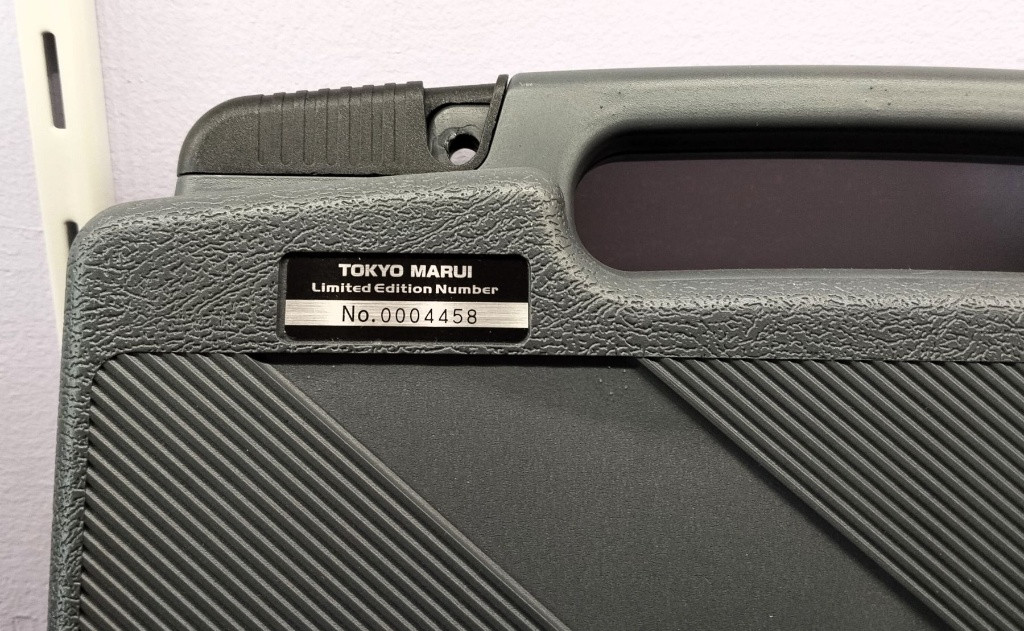 TOKYO MARUI
Limited Edition Number
No.0004458